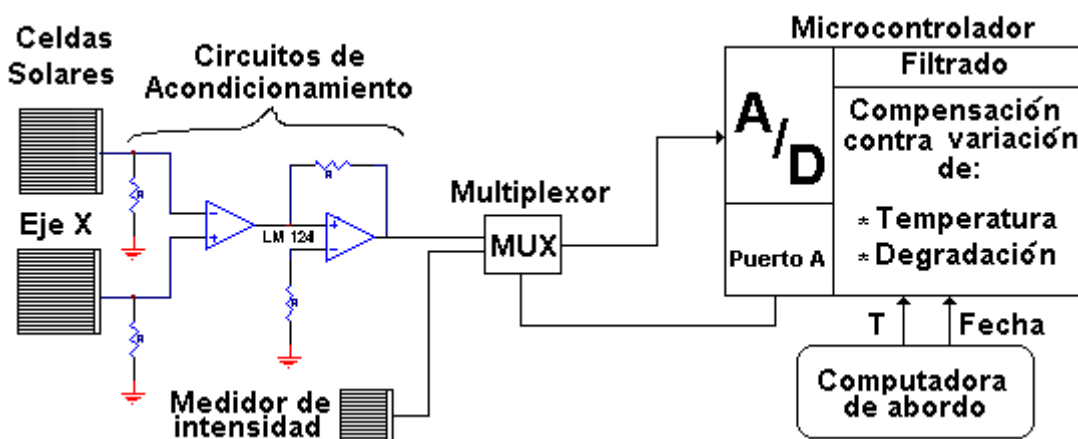 Celdas
Solares
Circuitos de
Acondicionamiento
Eje X
R
R
R
R
LM 124
Multiplexor
MUX
Medidor de
intensidad
Microcontrolador
A/D
Puerto A
Filtrado
Compensación
contra variación
de:
* Temperatura
* Degradación
T
Fecha
Computadora
de abordo